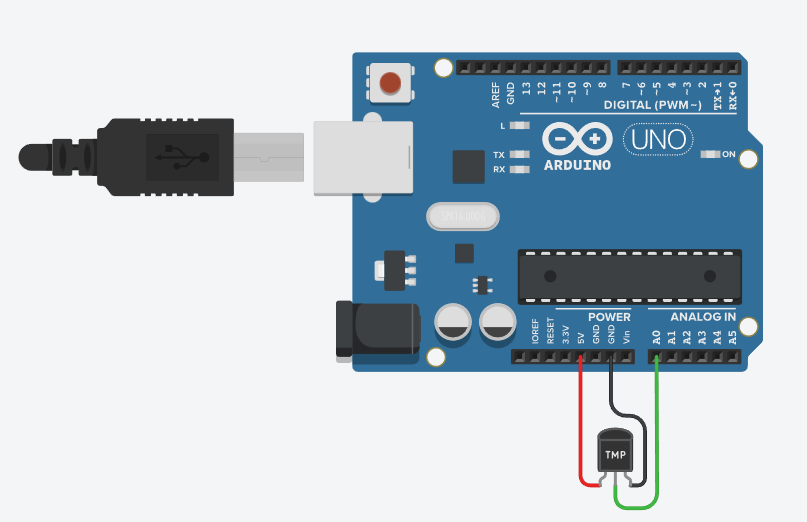 AREF
GND
13
12
~11
~10
~9
8
7
~6
~5
4
~3
2
TX→1
RX←0
DIGITAL (PWM~)
L
TX
RX
ARDUINO
UNO
ON
POWER
ANALOG IN
IOREF
RESET
3.3V
5V
GND
GND
Vin
A0
A1
A2
A3
A4
A5
TMP